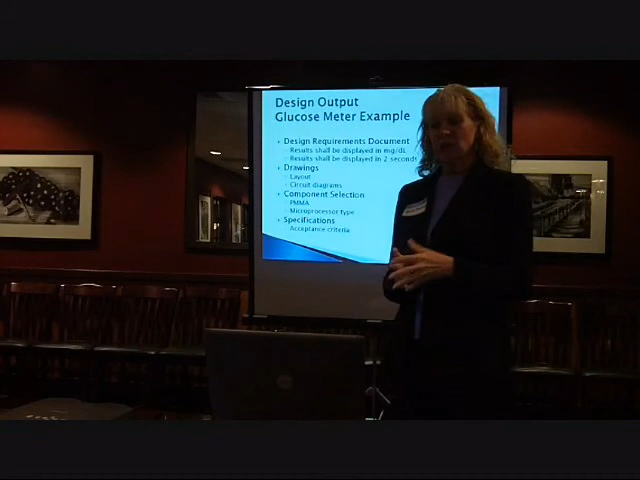 Design Output
Glucose Meter Example
Design Requirements Document
Results shall be displayed in mg/dL
Results shall be displayed in 2 seconds
Drawings
Layout
Circuit diagrams
Component Selection
PMMA
Microprocessor type
Specifications
Acceptance criteria